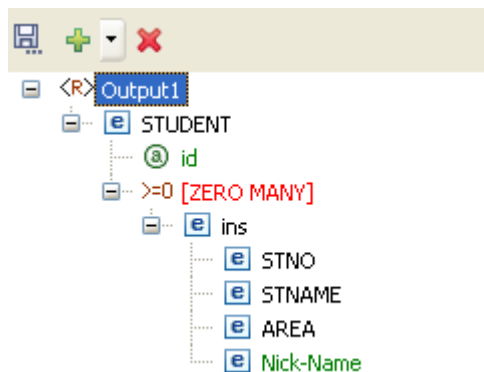 <R> Output1
e STUDENT
a id
>=0 [ZERO MANY]
e ins
e STNO
e STNAME
e AREA
e Nick-Name